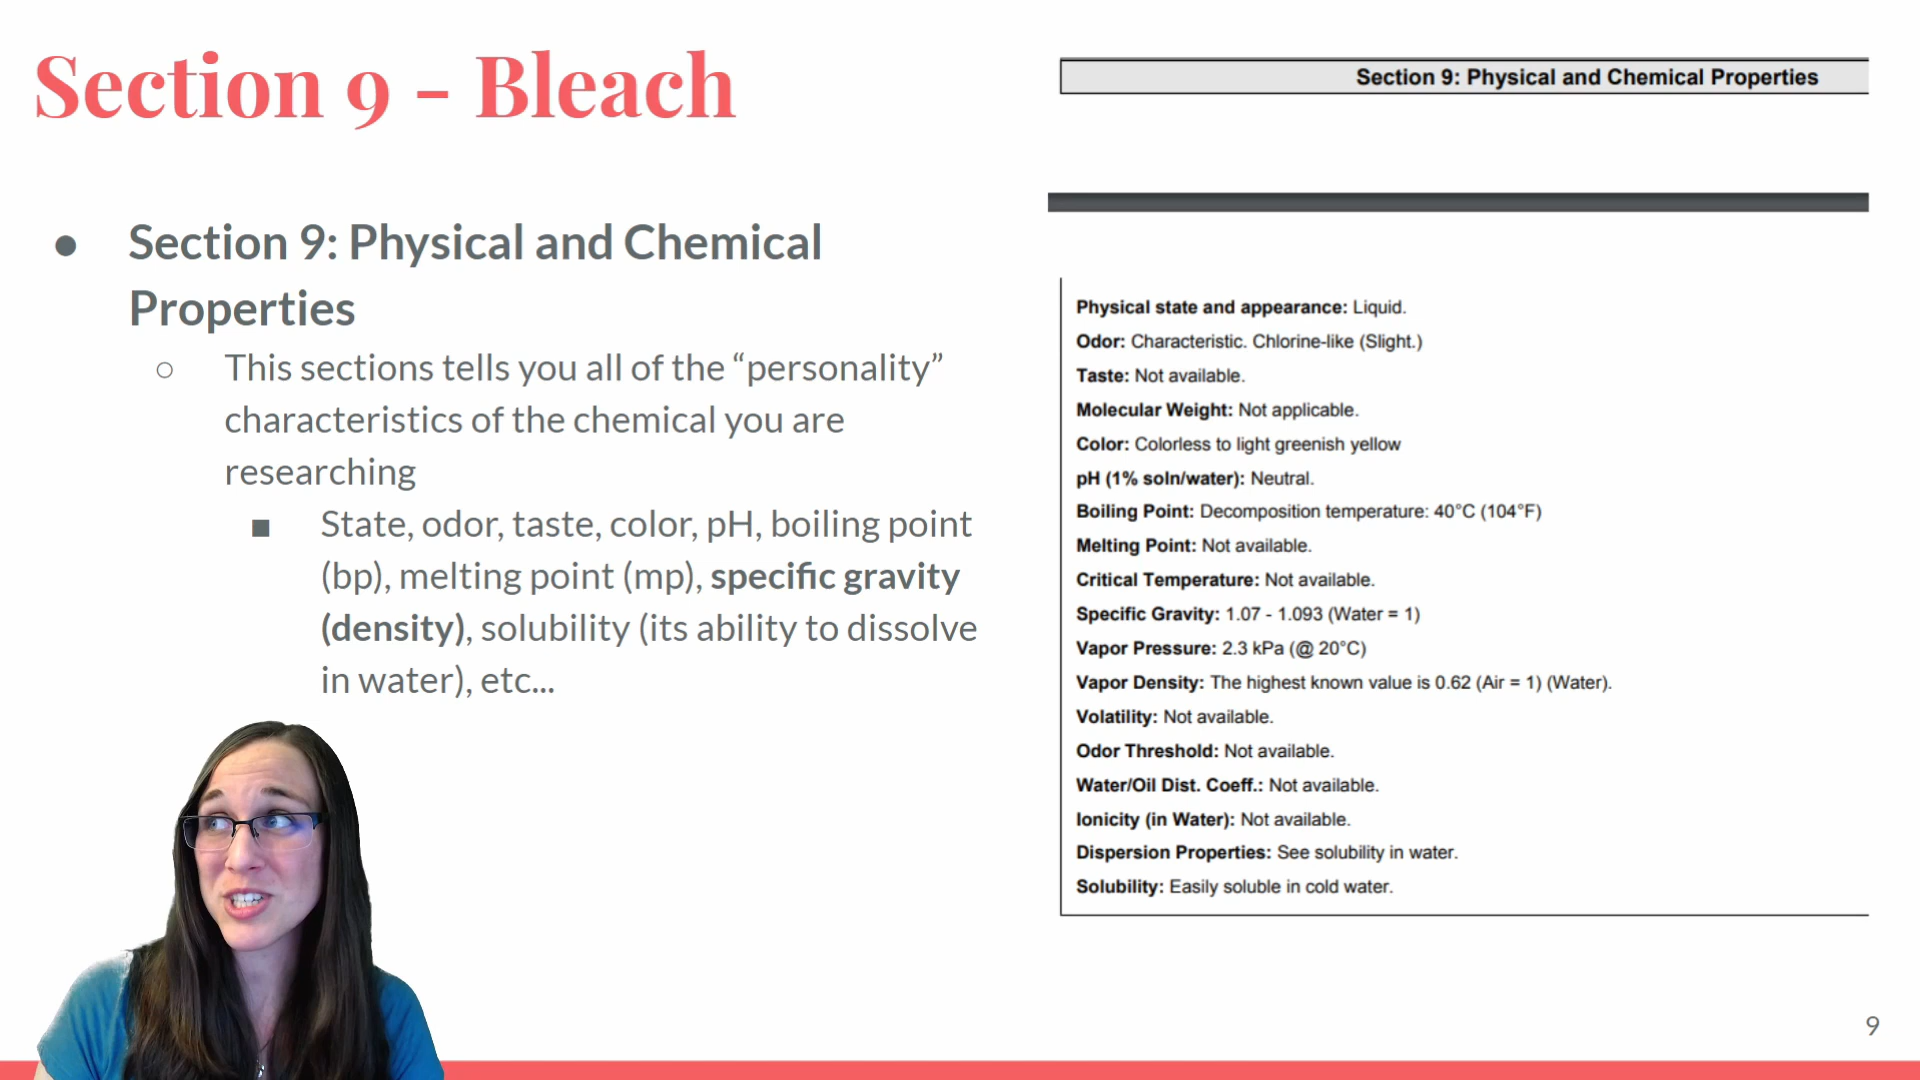 Section 9 - Bleach
● Section 9: Physical and Chemical
Properties
○ This sections tells you all of the “personality”
characteristics of the chemical you are
researching
■ State, odor, taste, color, pH, boiling point
(bp), melting point (mp), specific gravity
(density), solubility (its ability to dissolve
in water), etc...
Section 9: Physical and Chemical Properties
Physical state and appearance: Liquid.
Odor: Characteristic. Chlorine-like (Slight.)
Taste: Not available.
Molecular Weight: Not applicable.
Color: Colorless to light greenish yellow
pH (1% soln/water): Neutral.
Boiling Point: Decomposition temperature: 40°C (104°F)
Melting Point: Not available.
Critical Temperature: Not available.
Specific Gravity: 1.07 - 1.093 (Water = 1)
Vapor Pressure: 2.3 kPa (@ 20°C)
Vapor Density: The highest known value is 0.62 (Air = 1) (Water).
Volatility: Not available.
Odor Threshold: Not available.
Water/Oil Dist. Coeff.: Not available.
Ionicity (in Water): Not available.
Dispersion Properties: See solubility in water.
Solubility: Easily soluble in cold water.
9